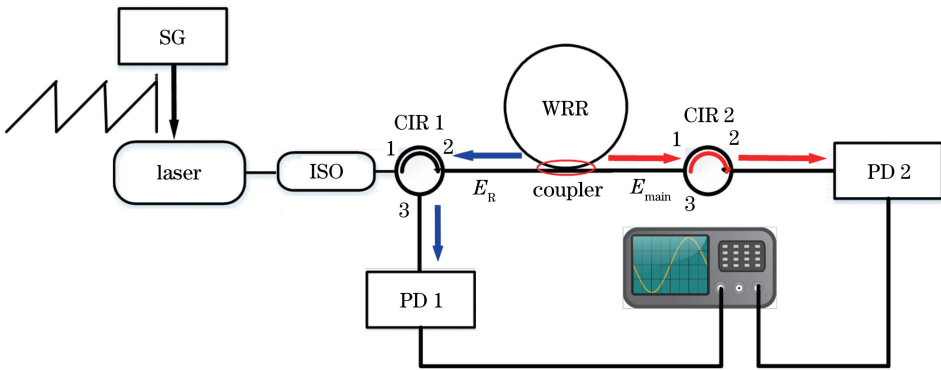 SG
WRR
CIR 1
CIR 2
1
2
1
2
laser
ISO
PD 2
E_R
coupler
E_main
3
3
PD 1